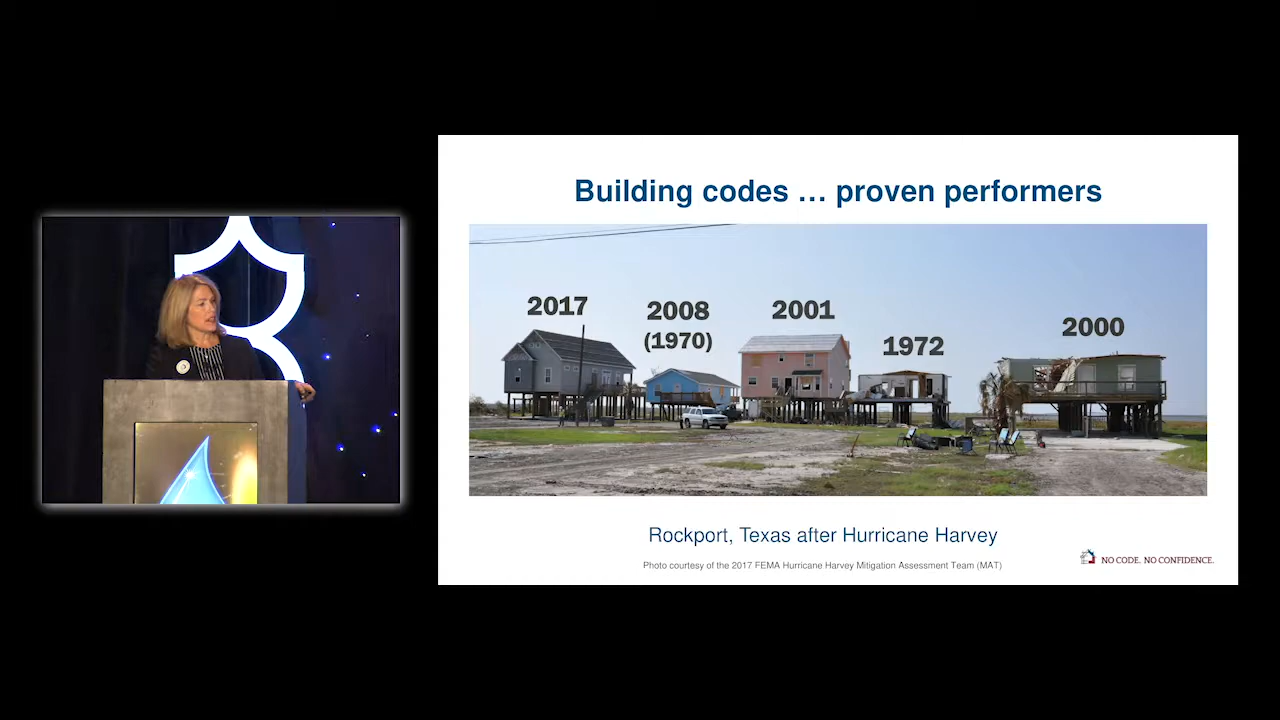 Building codes … proven performers
2017
2008
(1970)
2001
1972
2000
Rockport, Texas after Hurricane Harvey
Photo courtesy of the 2017 FEMA Hurricane Harvey Mitigation Assessment Team (MAT)
NO CODE. NO CONFIDENCE.